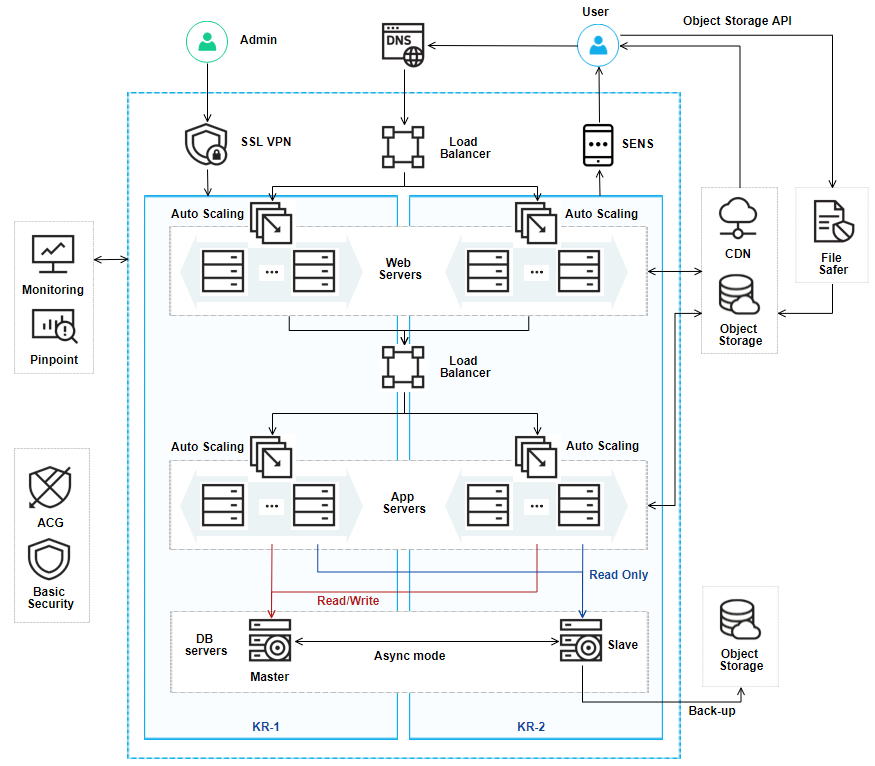 User
Object Storage API
Admin
DNS
SSL VPN
Load
Balancer
SENS
Auto Scaling
Auto Scaling
Web
Servers
CDN
Object
Storage
File
Safer
Monitoring
Pinpoint
Load
Balancer
Auto Scaling
Auto Scaling
App
Servers
ACG
Basic
Security
Read Only
Read/Write
DB
servers
Master
Async mode
Slave
Object
Storage
Back-up
KR-1
KR-2